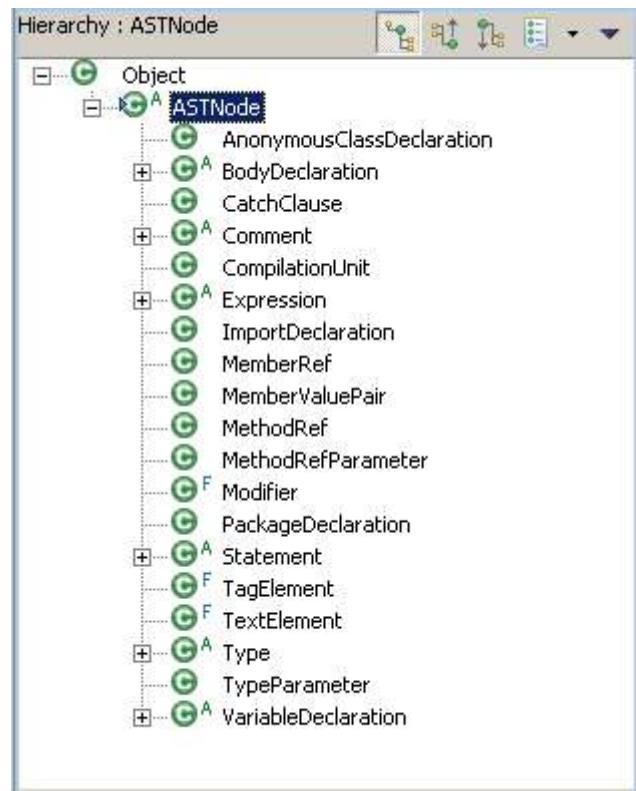 Hierarchy : ASTNode
Object
A ASTNode
AnonymousClassDeclaration
A BodyDeclaration
CatchClause
A Comment
CompilationUnit
A Expression
ImportDeclaration
MemberRef
MemberValuePair
MethodRef
MethodRefParameter
F Modifier
PackageDeclaration
A Statement
F TagElement
F TextElement
A Type
TypeParameter
A VariableDeclaration